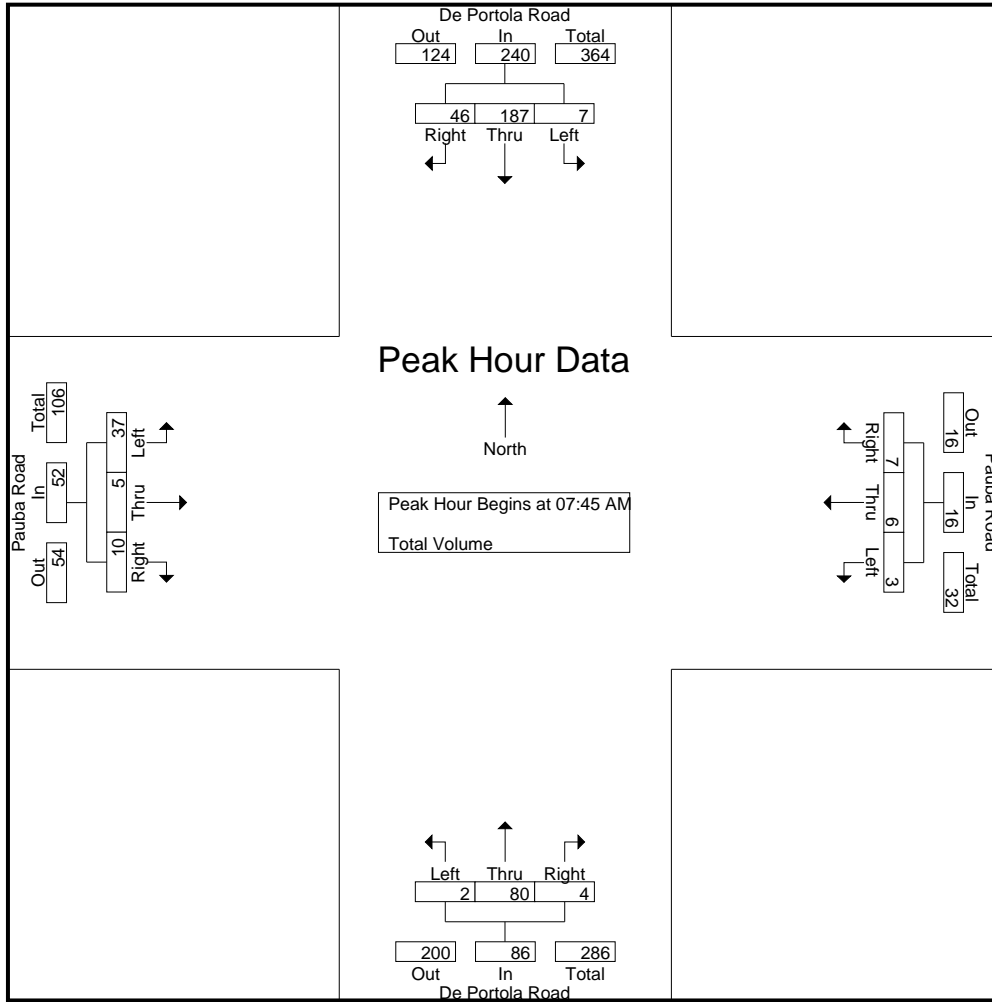 De Portola Road
Out In Total
124 240 364
46 187 7
Right Thru Left
Peak Hour Data
North
Peak Hour Begins at 07:45 AM
Total Volume
Pauba Road
Total In Out
106 52 54
37 5 10
Left Thru Right
Right Thru Left
7 6 3
Out In Total
16 16 32
Pauba Road
Left Thru Right
2 80 4
200 86 286
Out In Total
De Portola Road